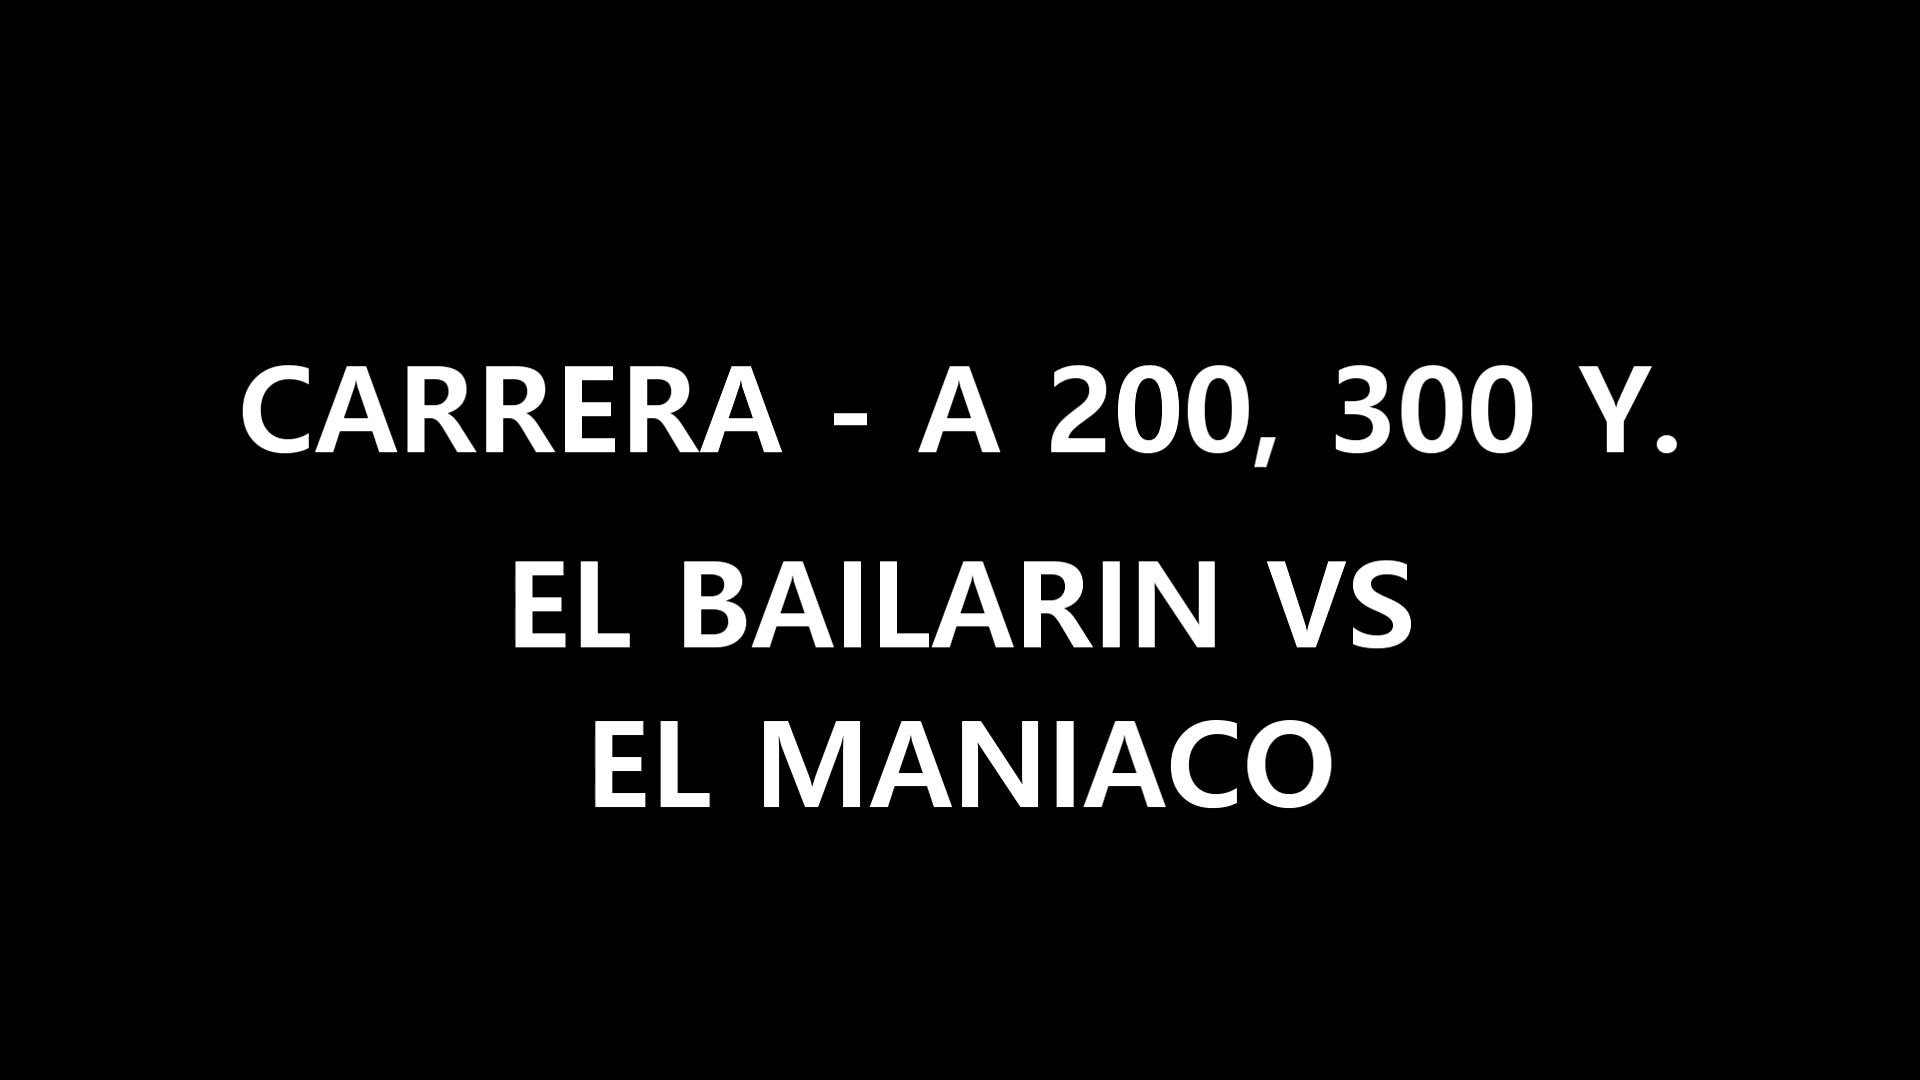 CARRERA - A 200, 300 Y.
EL BAILARIN VS
EL MANIACO